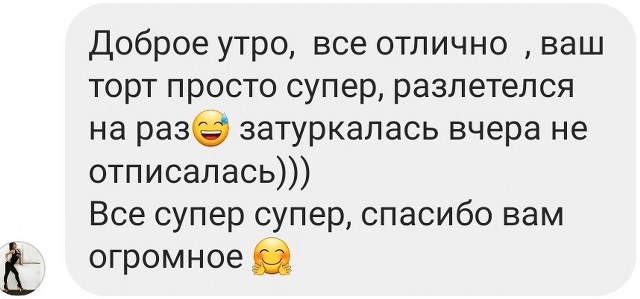 Доброе утро,  все отлично  , ваш
торт просто супер, разлетелся
на раз😅 затуркалась вчера не
отписалась)))
Все супер супер, спасибо вам
огромное 🤗